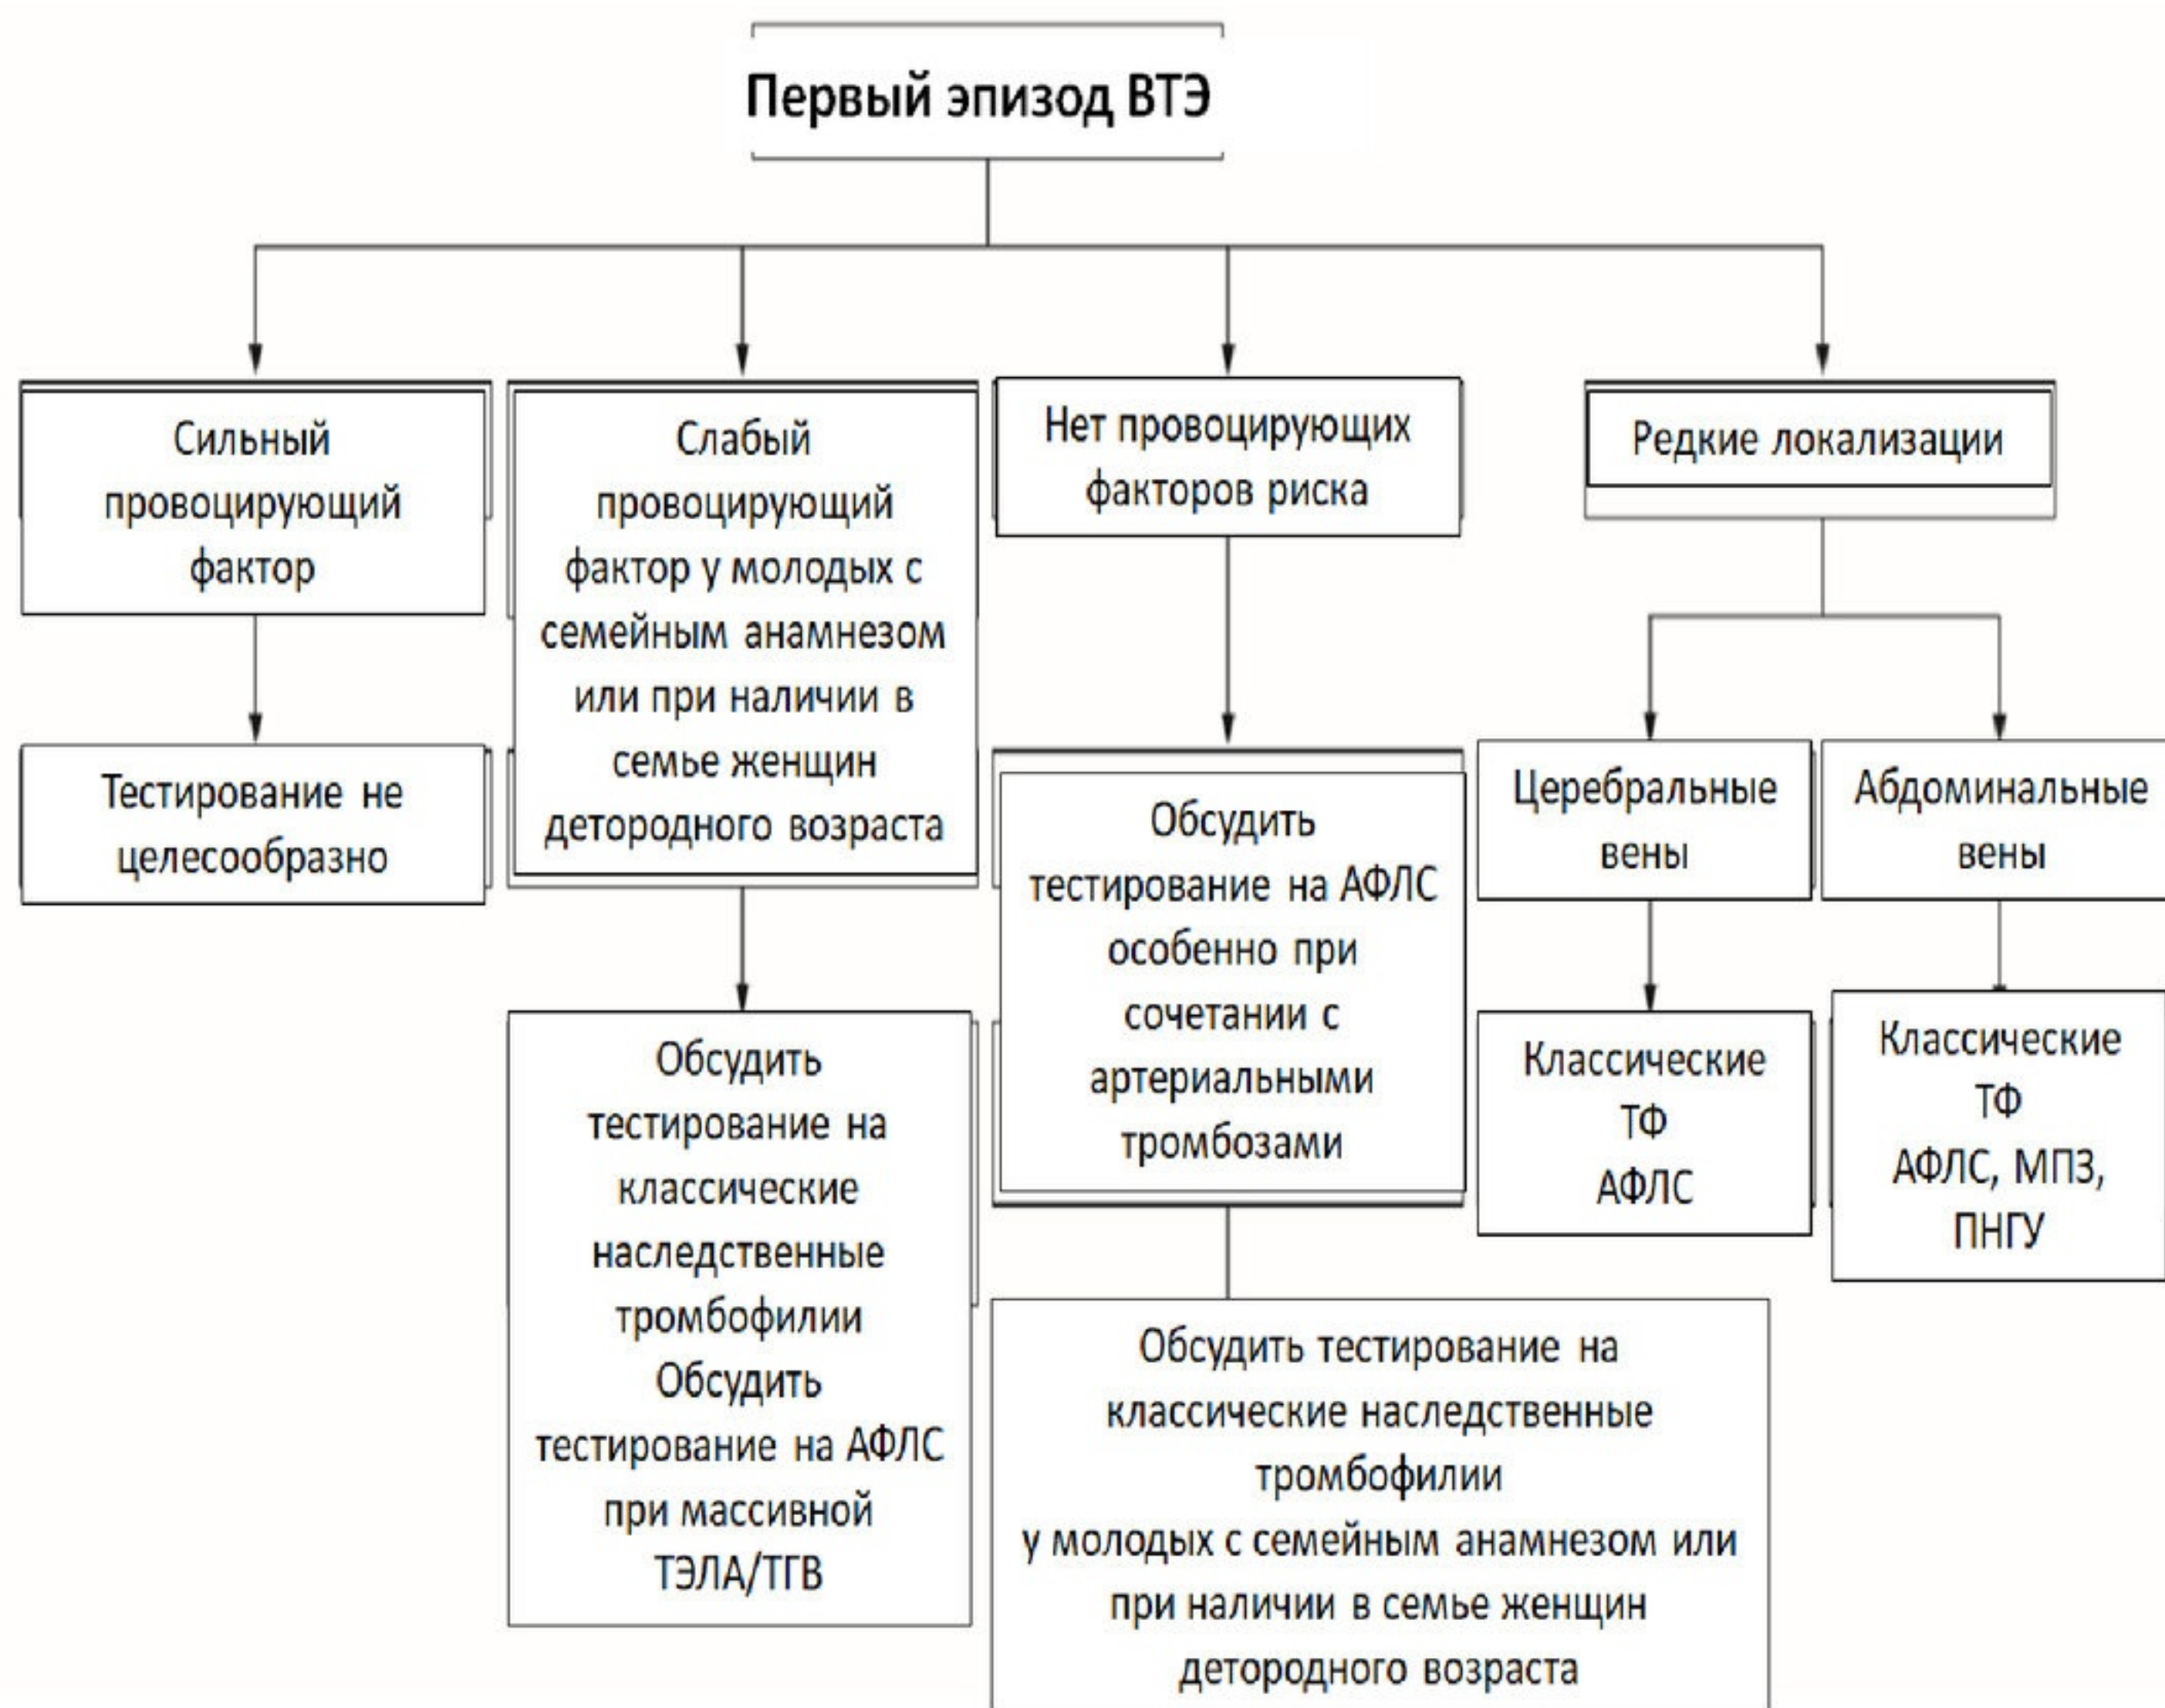 Первый эпизод ВТЭ
Сильный
провоцирующий
фактор
Тестирование не
целесообразно
Слабый
провоцирующий
фактор у молодых с
семейным анамнезом
или при наличии в
семье женщин
детородного возраста
Обсудить
тестирование на
классические
наследственные
тромбофилии
Обсудить
тестирование на АФЛС
при массивной
ТЭЛА/ТГВ
Нет провоцирующих
факторов риска
Обсудить
тестирование на АФЛС
особенно при
сочетании с
артериальными
тромбозами
Обсудить тестирование на
классические наследственные
тромбофилии
у молодых с семейным анамнезом или
при наличии в семье женщин
детородного возраста
Редкие локализации
Церебральные
вены
Классические
ТФ
АФЛС
Абдоминальные
вены
Классические
ТФ
АФЛС, МПЗ,
ПНГУ